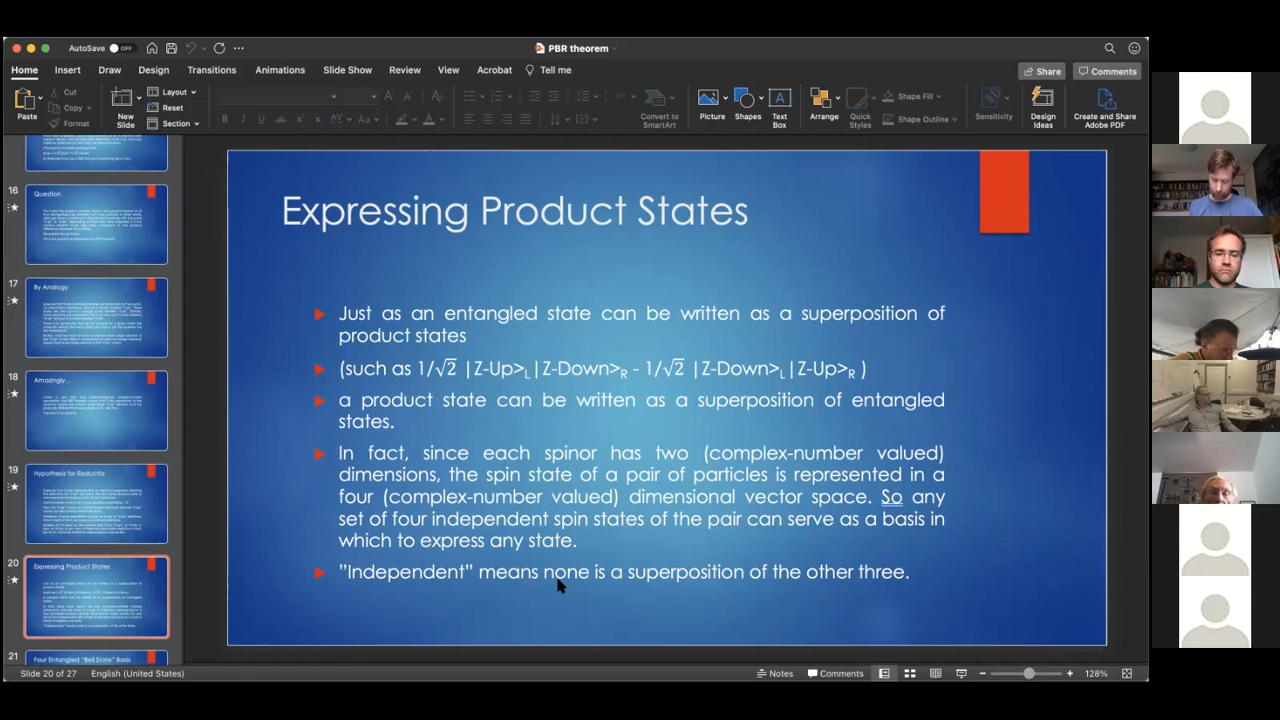 AutoSave OFF
PBR theorem
Home Insert Draw Design Transitions Animations Slide Show Review View Acrobat Tell me
Share Comments
Paste
Cut
Copy
Format
New Slide
Layout
Reset
Section
Convert to SmartArt
Picture
Shapes
Text Box
Arrange
Quick Styles
Shape Fill
Shape Outline
Sensitivity
Design Ideas
Create and Share Adobe PDF
16
Question
17
By Analogy
18
Amazingly...
19
Hypothesis for Reductio
20
Expressing Product States
21
Four Entangled "Bell State" Basis
Expressing Product States
Just as an entangled state can be written as a superposition of
product states
(such as 1/√2 |Z-Up>L|Z-Down>R - 1/√2 |Z-Down>L|Z-Up>R )
a product state can be written as a superposition of entangled
states.
In fact, since each spinor has two (complex-number valued)
dimensions, the spin state of a pair of particles is represented in a
four (complex-number valued) dimensional vector space. So any
set of four independent spin states of the pair can serve as a basis in
which to express any state.
"Independent" means none is a superposition of the other three.
Slide 20 of 27 English (United States)
Notes Comments 128%